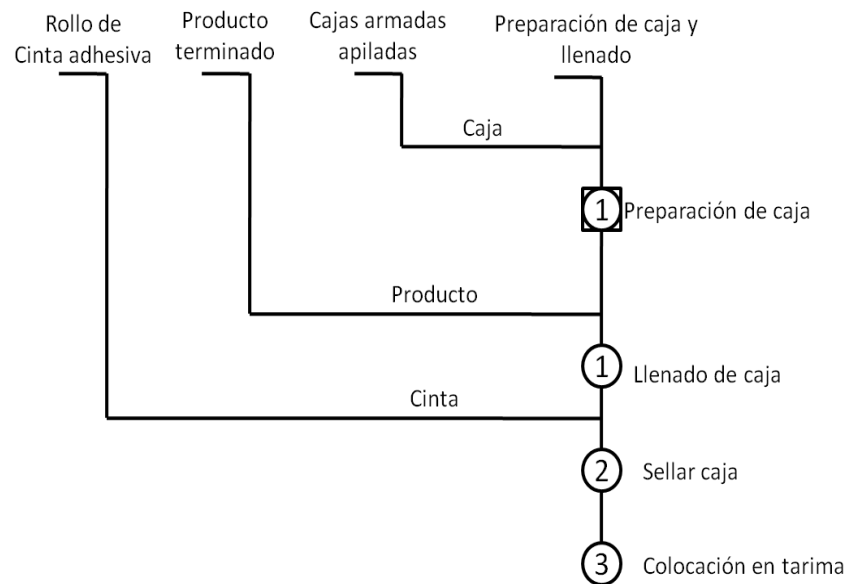 Rollo de
Cinta adhesiva
Producto
terminado
Cajas armadas
apiladas
Preparación de caja y
llenado
Caja
1 Preparación de caja
Producto
1 Llenado de caja
Cinta
2 Sellar caja
3 Colocación en tarima